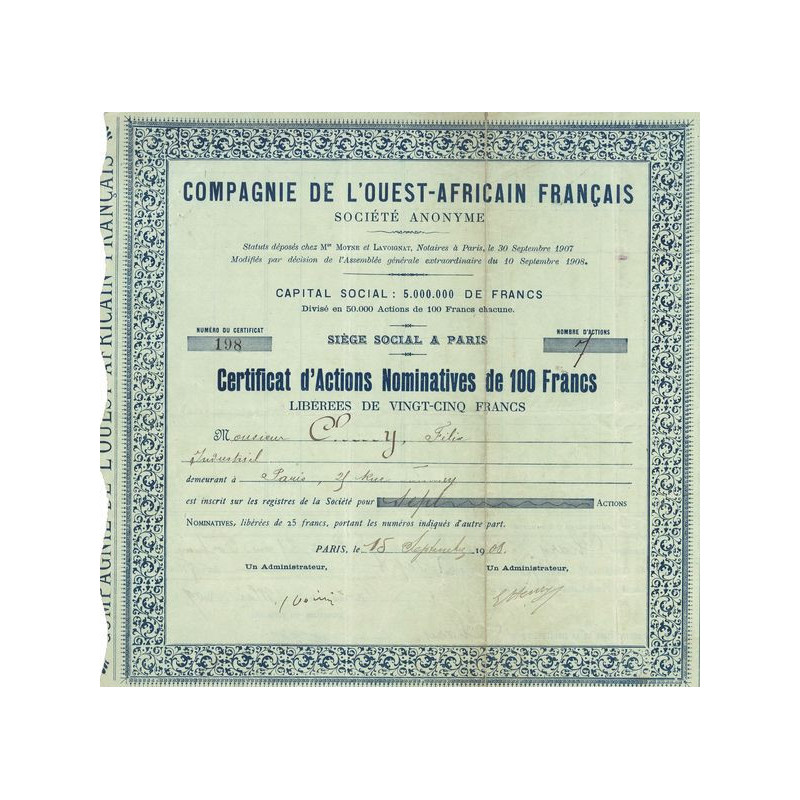 COMPAGNIE DE L'OUEST-AFRICAIN FRANÇAIS
COMPAGNIE DE L'OUEST-AFRICAIN FRANÇAIS
SOCIÉTÉ ANONYME
Statuts déposés chez Mes MOYNE et LAVOIGNAT, Notaires à Paris, le 30 Septembre 1907
Modifiés par décision de l'Assemblée générale extraordinaire du 10 Septembre 1908.
CAPITAL SOCIAL: 5.000.000 DE FRANCS
Divisé en 50.000 Actions de 100 Francs chacune.
NUMÉRO DU CERTIFICAT
198
SIÈGE SOCIAL A PARIS
NOMBRE D'ACTIONS
7
Certificat d'Actions Nominatives de 100 Francs
LIBÉRÉES DE VINGT-CINQ FRANCS
Monsieur C y, Félix
Industriel
demeurant à Paris, 21 Rue
est inscrit sur les registres de la Société pour Sept ACTIONS
NOMINATIVES, libérées de 25 francs, portant les numéros indiqués d'autre part.
PARIS, le 15 Septembre 1908.
Un Administrateur,
Un Administrateur,